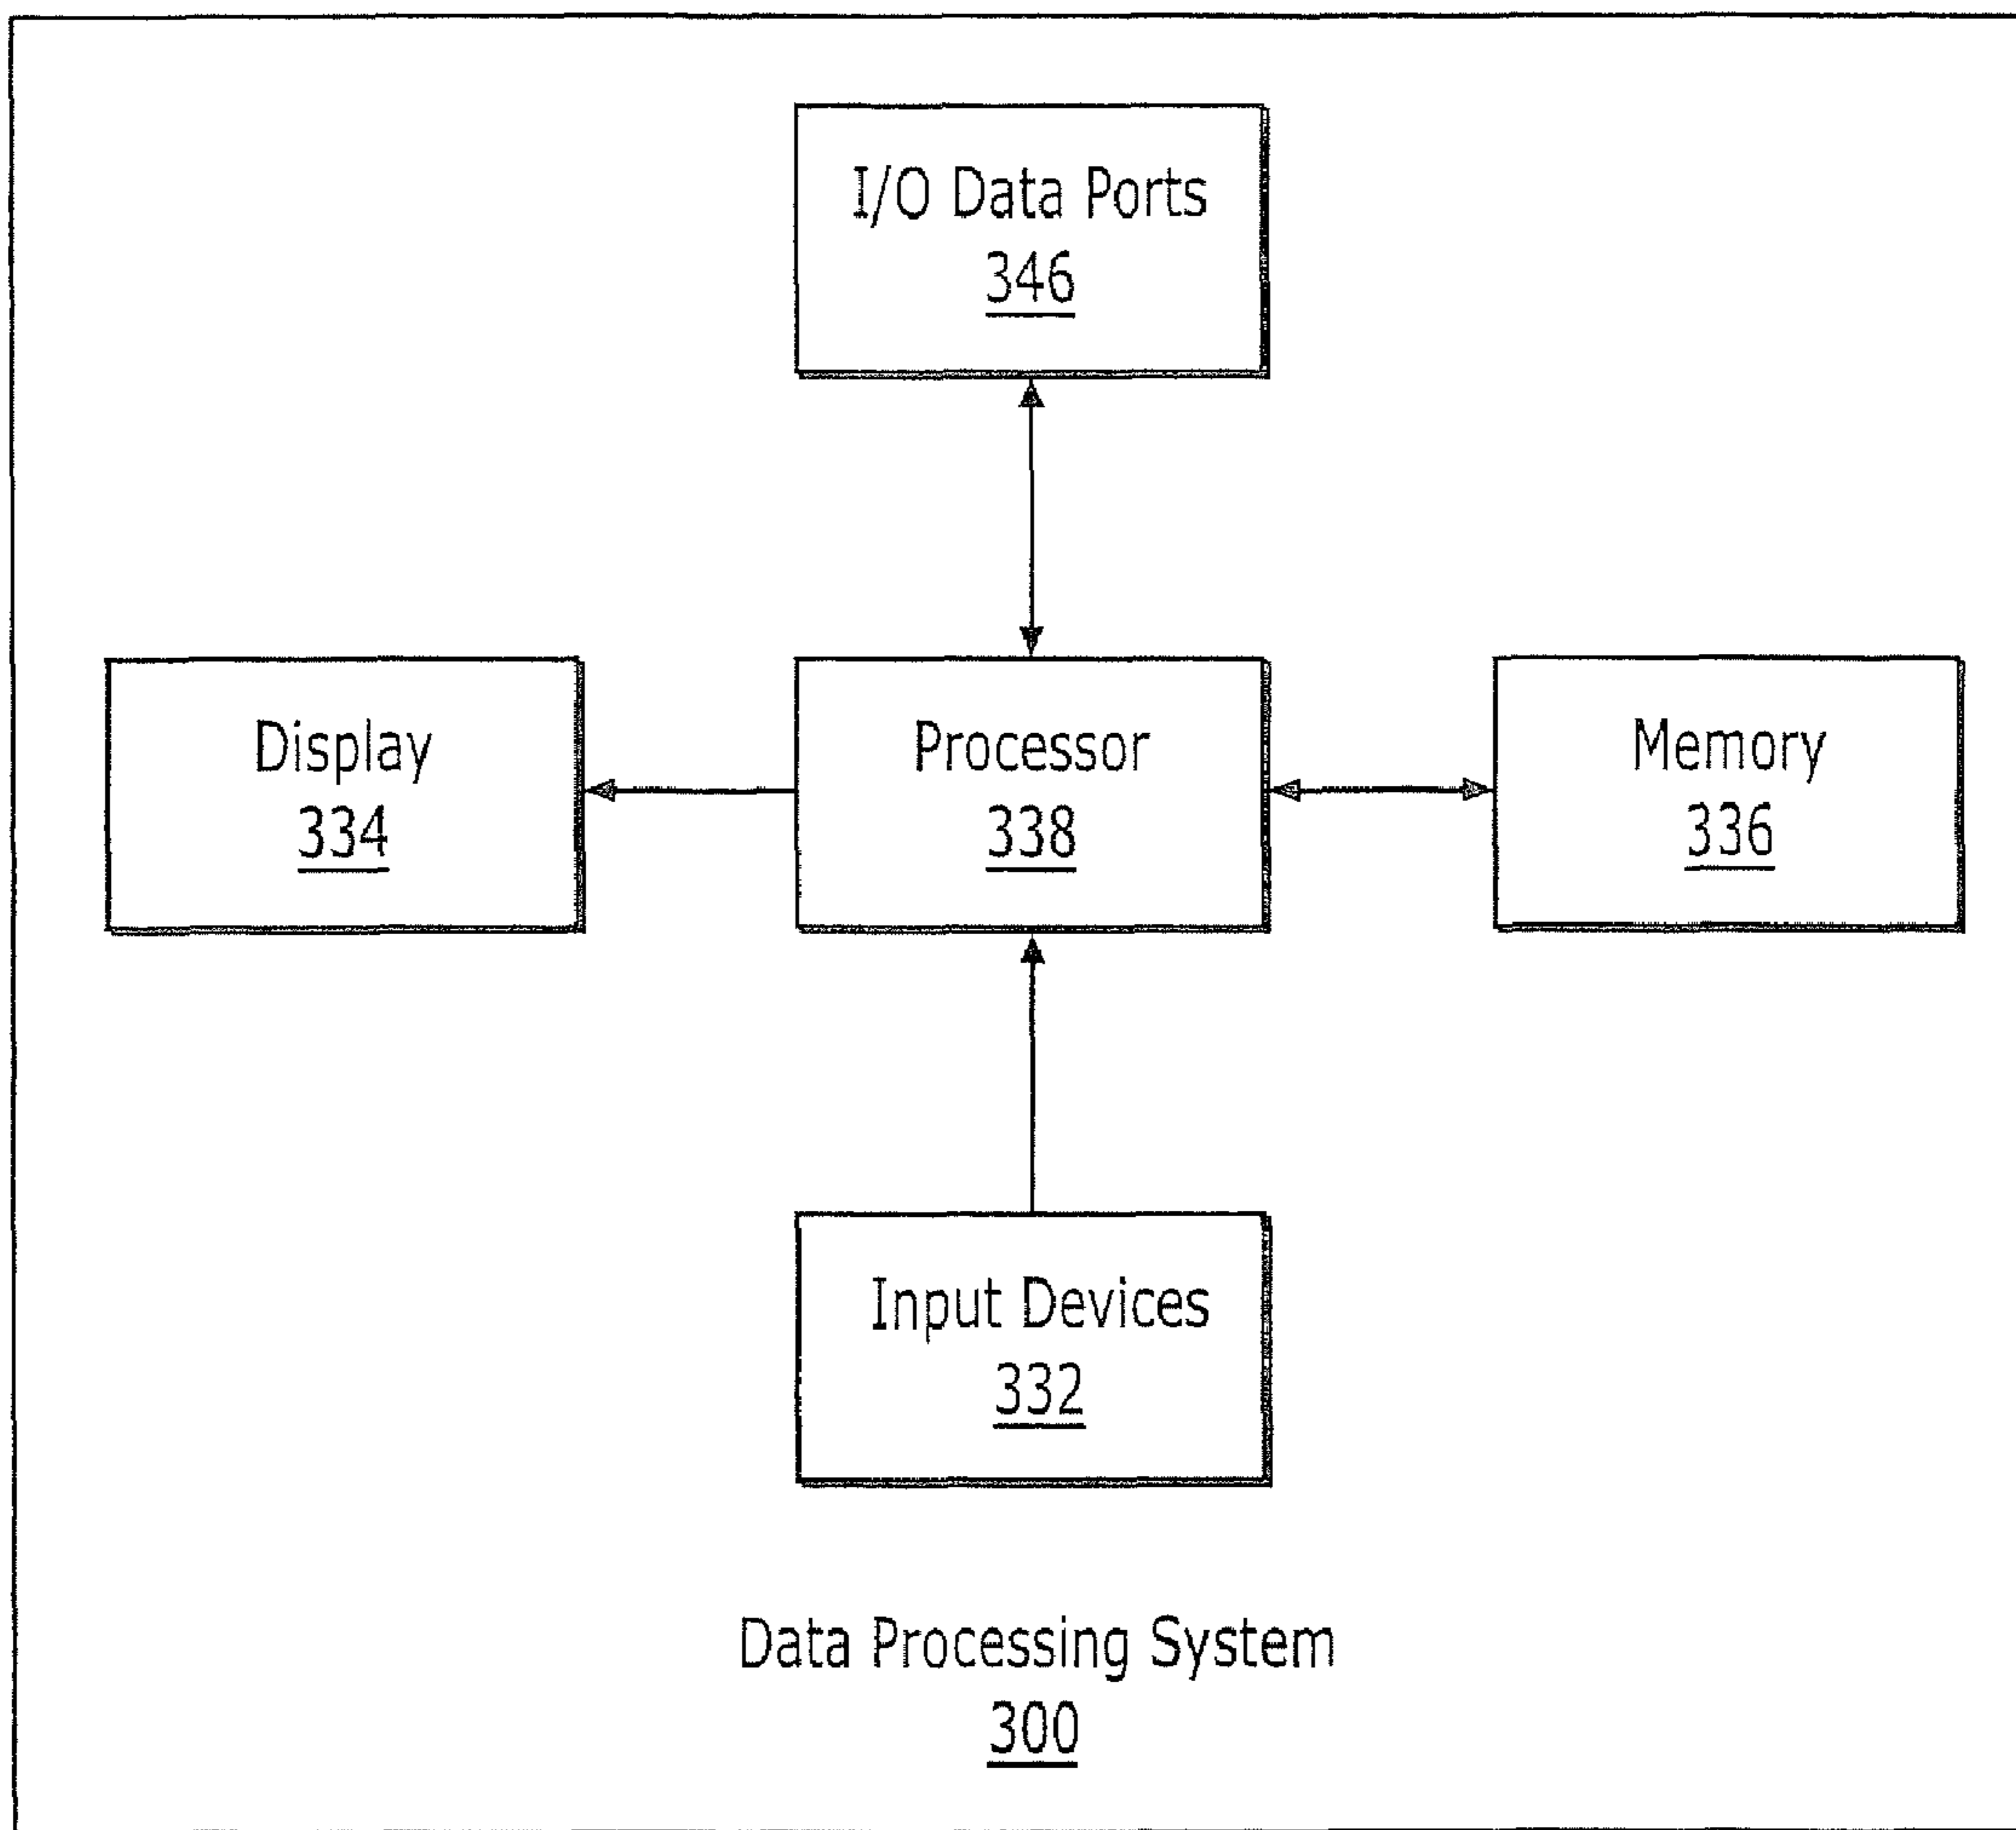 I/O Data Ports
346
Display
334
Processor
338
Memory
336
Input Devices
332
Data Processing System
300